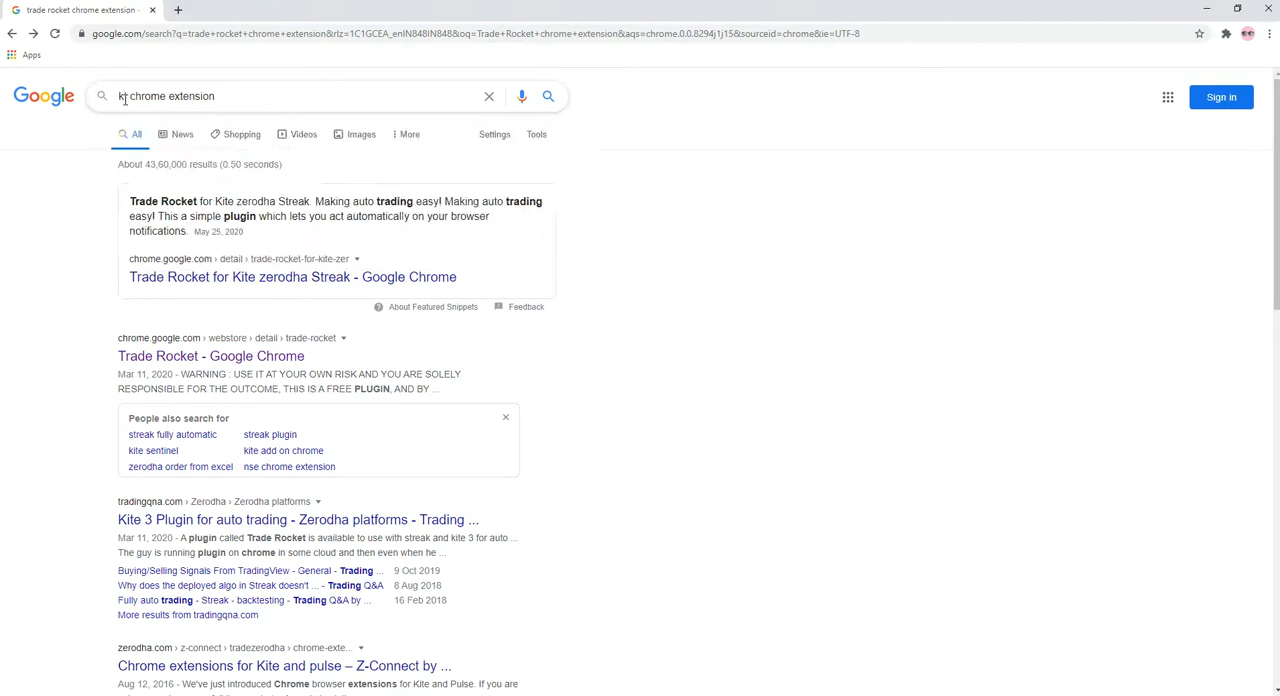 trade rocket chrome extension -
google.com/search?q=trade+rocket+chrome+extension&rlz=1C1GCEA_enIN848IN848&oq=Trade+Rocket+chrome+extension&aqs=chrome.0.0.8294j1j15&sourceid=chrome&ie=UTF-8
Apps
Google
chrome extension
Sign in
All News Shopping Videos Images More Settings Tools
About 43,60,000 results (0.50 seconds)
Trade Rocket for Kite zerodha Streak. Making auto trading easy! Making auto trading
easy! This a simple plugin which lets you act automatically on your browser
notifications. May 25, 2020
chrome.google.com › detail › trade-rocket-for-kite-zer
Trade Rocket for Kite zerodha Streak - Google Chrome
About Featured Snippets Feedback
chrome.google.com › webstore › detail › trade-rocket
Trade Rocket - Google Chrome
Mar 11, 2020 - WARNING : USE IT AT YOUR OWN RISK AND YOU ARE SOLELY
RESPONSIBLE FOR THE OUTCOME, THIS IS A FREE PLUGIN, AND BY ...
People also search for
streak fully automatic streak plugin
kite sentinel kite add on chrome
zerodha order from excel nse chrome extension
tradingqna.com › Zerodha › Zerodha platforms
Kite 3 Plugin for auto trading - Zerodha platforms - Trading ...
Mar 11, 2020 - A plugin called Trade Rocket is available to use with streak and kite 3 for auto ...
The guy is running plugin on chrome in some cloud and then even when he ...
Buying/Selling Signals From TradingView - General - Trading ... 9 Oct 2019
Why does the deployed algo in Streak doesn't ... - Trading Q&A 8 Aug 2018
Fully auto trading - Streak - backtesting - Trading Q&A by ... 16 Feb 2018
More results from tradingqna.com
zerodha.com › z-connect › tradezerodha › chrome-exte...
Chrome extensions for Kite and pulse – Z-Connect by ...
Aug 12, 2016 - We've just introduced Chrome browser extensions for Kite and Pulse. If you are